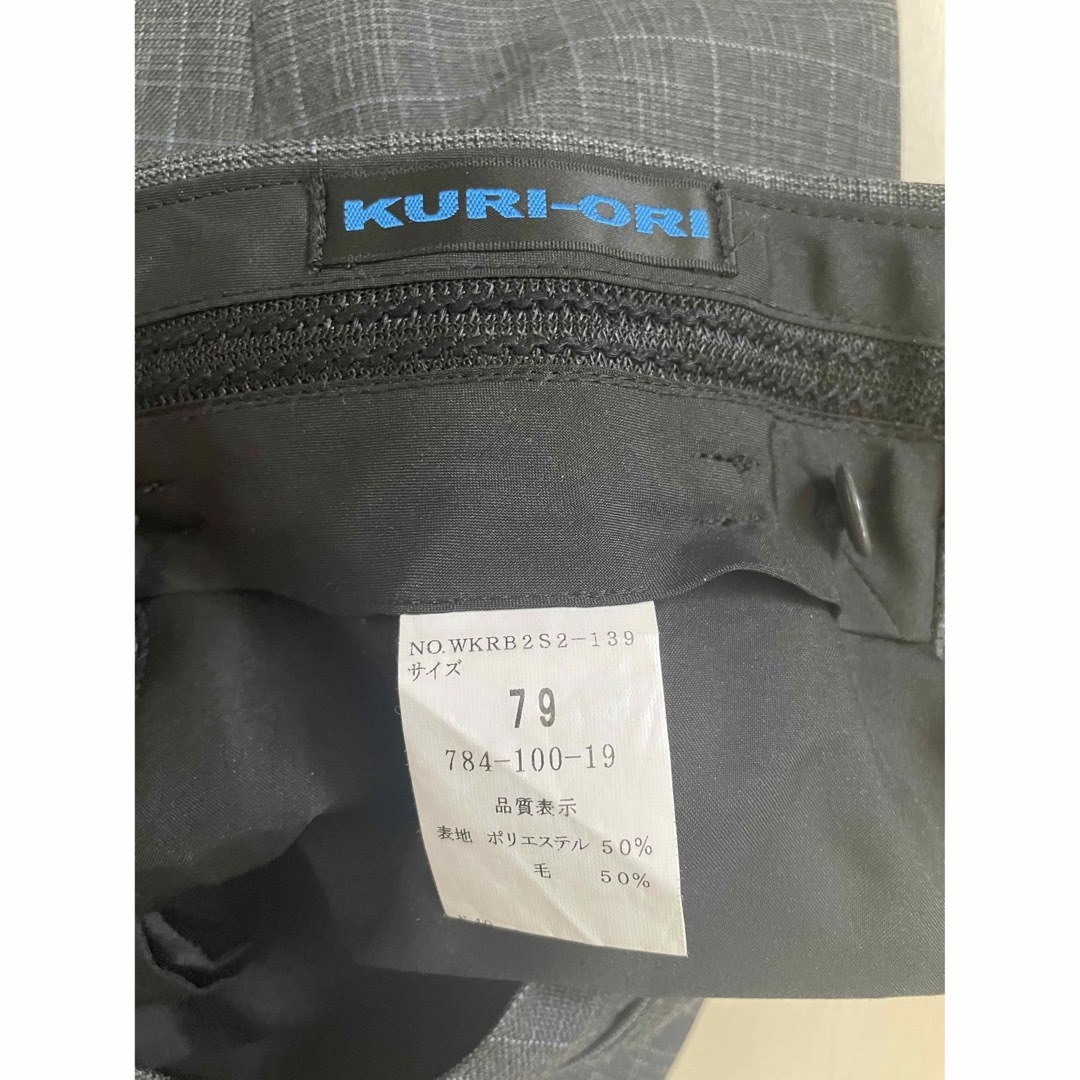 KURI-ORI
NO.WKRB2S2-139
サイズ
79
784-100-19
品質表示
表地 ポリエステル 50%
毛 50%